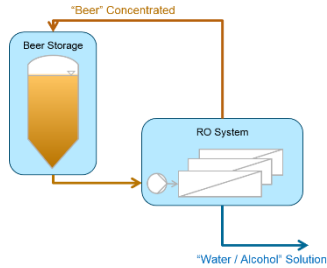 "Beer" Concentrated
Beer Storage
RO System
"Water / Alcohol" Solution